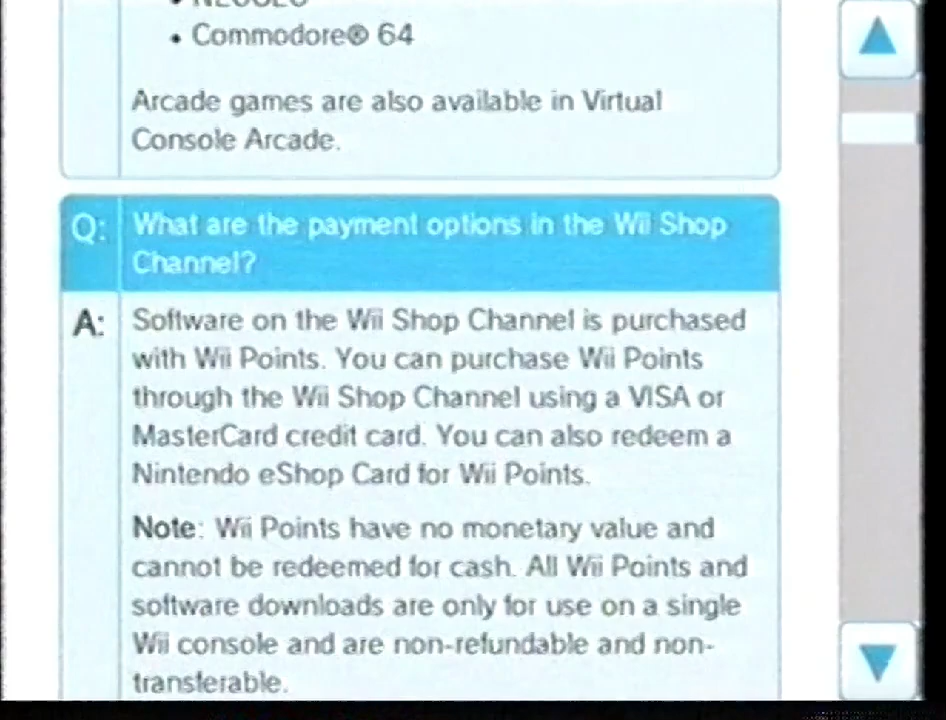 • Commodore® 64
Arcade games are also available in Virtual
Console Arcade.
Q: What are the payment options in the Wii Shop
Channel?
A: Software on the Wii Shop Channel is purchased
with Wii Points. You can purchase Wii Points
through the Wii Shop Channel using a VISA or
MasterCard credit card. You can also redeem a
Nintendo eShop Card for Wii Points.
Note: Wii Points have no monetary value and
cannot be redeemed for cash. All Wii Points and
software downloads are only for use on a single
Wii console and are non-refundable and non-
transferable.